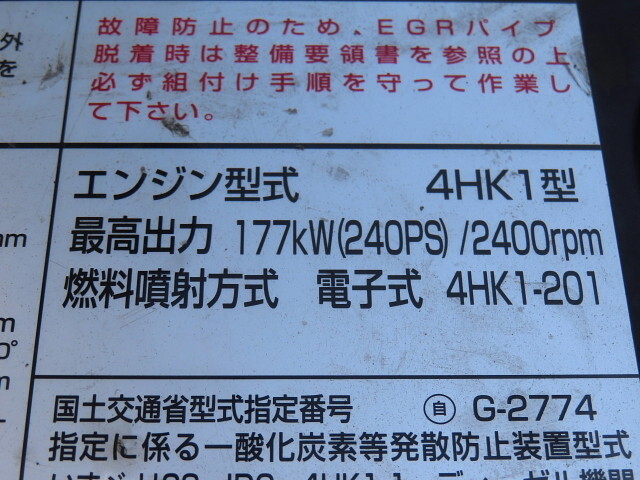 故障防止のため、EGRパイプ
脱着時は整備要領書を参照の上
必ず組付け手順を守って作業し
て下さい。
外
を
エンジン型式 4HK1型
最高出力 177kW(240PS)/2400rpm
燃料噴射方式 電子式 4HK1-201
mm
m
0°
m
国土交通省型式指定番号 自 G-2774
指定に係る一酸化炭素等発散防止装置型式